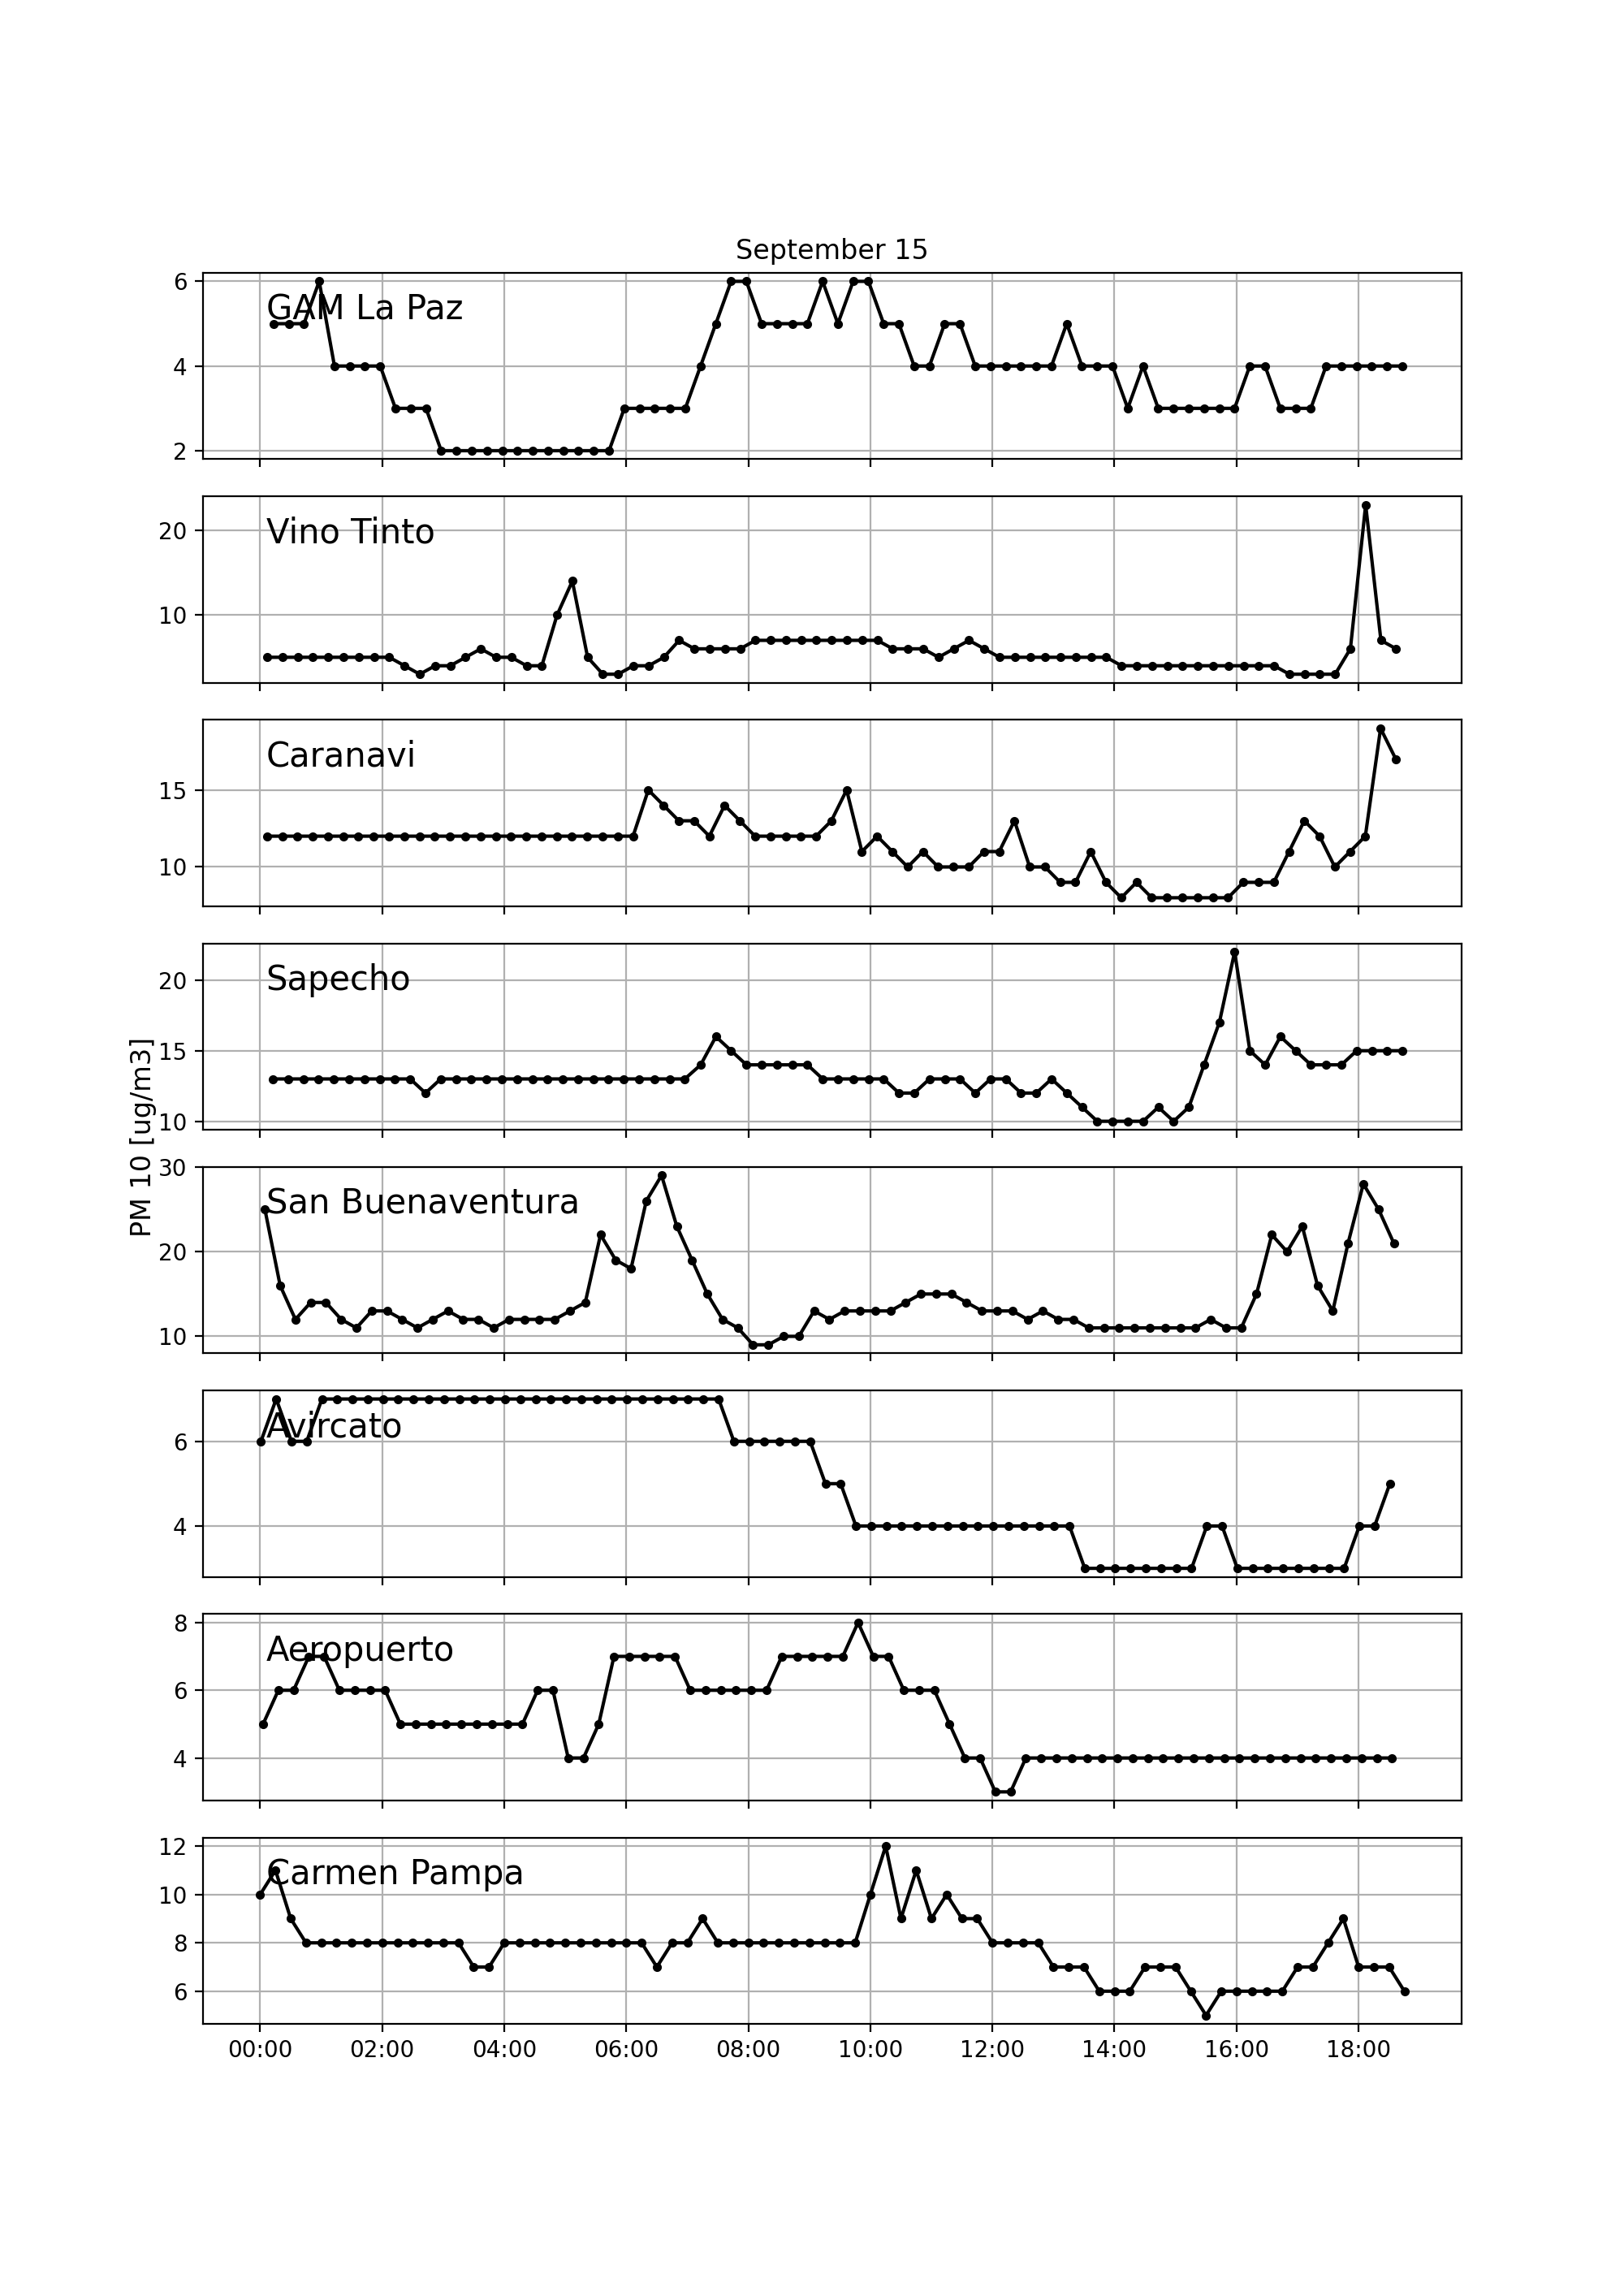 September 15
6
GAM La Paz
4
2
20
Vino Tinto
10
Caranavi
15
10
Sapecho
20
15
10
PM 10 [ug/m3]
30
San Buenaventura
20
10
Avircato
6
4
8
Aeropuerto
6
4
12
Carmen Pampa
10
8
6
00:00 02:00 04:00 06:00 08:00 10:00 12:00 14:00 16:00 18:00